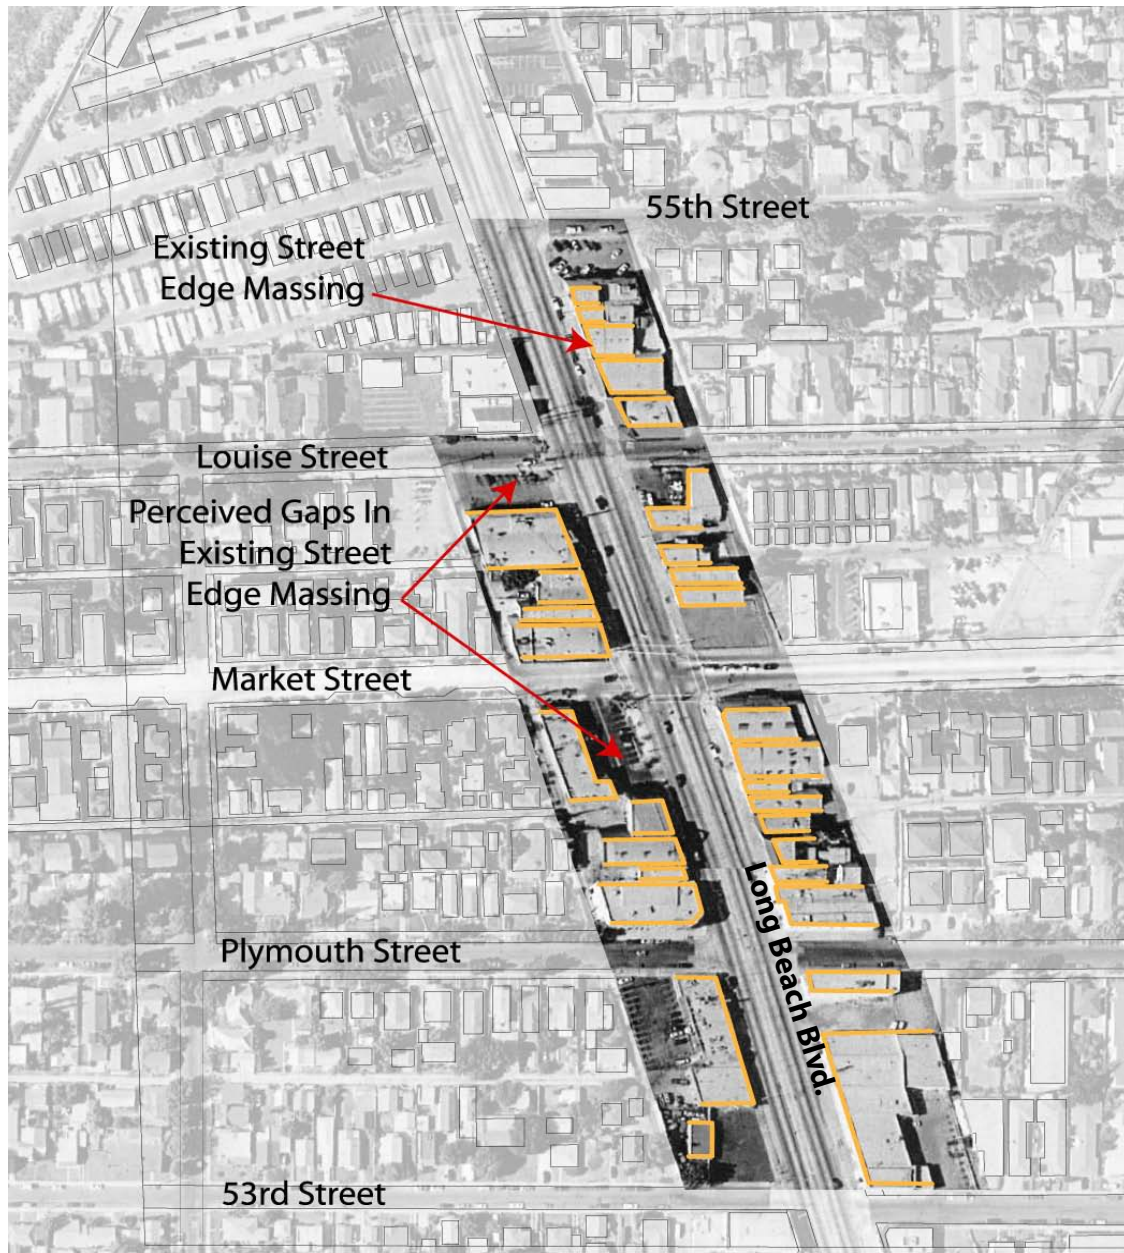 55th Street
Existing Street
Edge Massing
Louise Street
Perceived Gaps In
Existing Street
Edge Massing
Market Street
Long Beach Blvd.
Plymouth Street
53rd Street